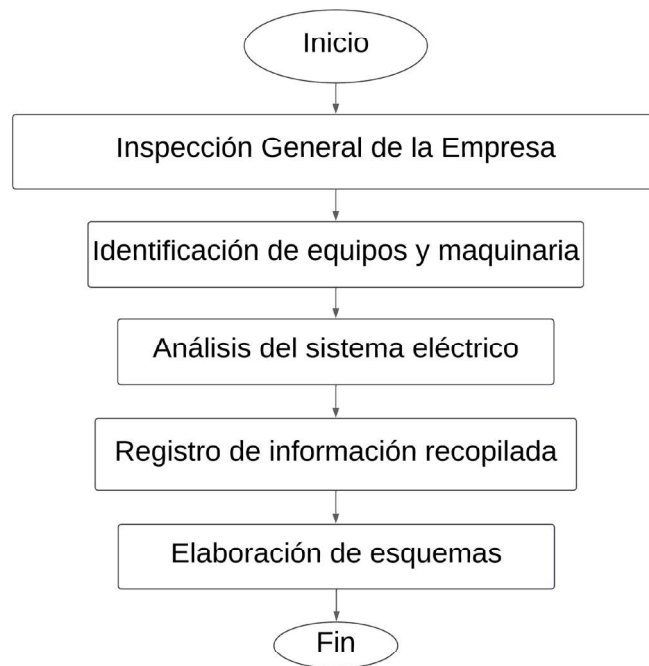 Inicio
Inspección General de la Empresa
Identificación de equipos y maquinaria
Análisis del sistema eléctrico
Registro de información recopilada
Elaboración de esquemas
Fin